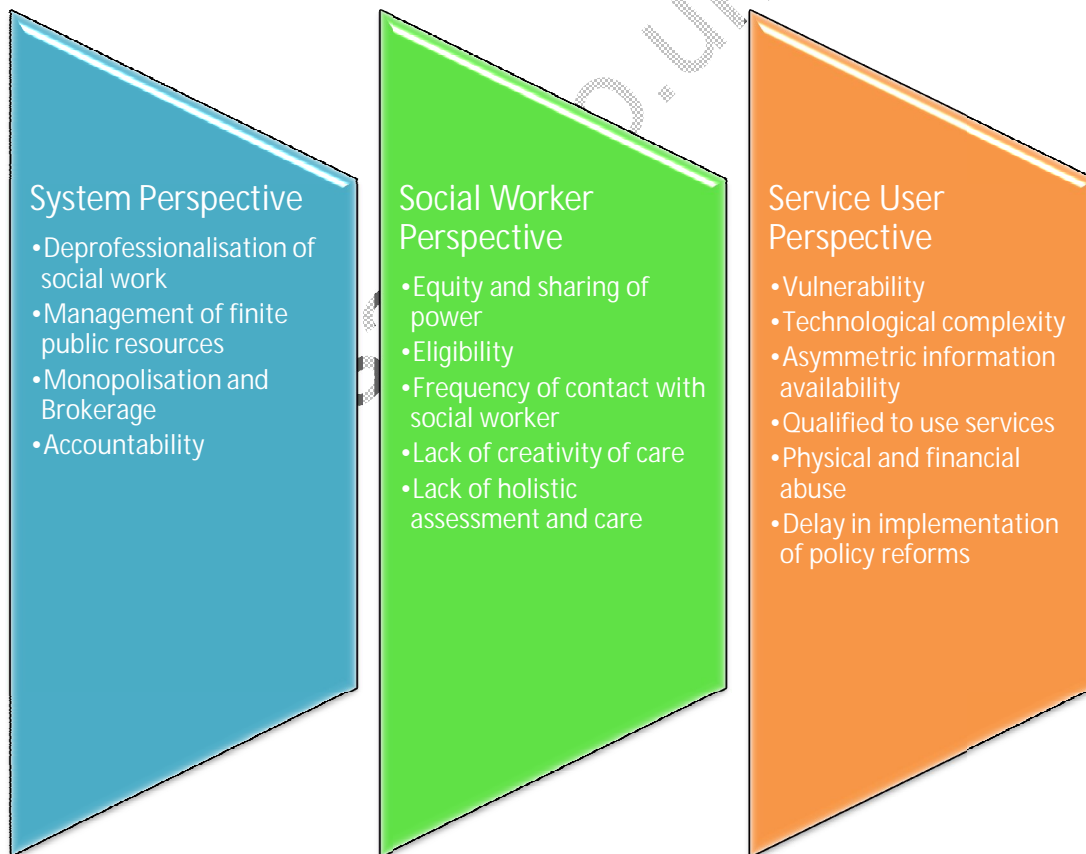 System Perspective
•Deprofessionalisation of
social work
•Management of finite
public resources
•Monopolisation and
Brokerage
•Accountability
Social Worker
Perspective
•Equity and sharing of
power
•Eligibility
•Frequency of contact with
social worker
•Lack of creativity of care
•Lack of holistic
assessment and care
Service User
Perspective
•Vulnerability
•Technological complexity
•Asymmetric information
availability
•Qualified to use services
•Physical and financial
abuse
•Delay in implementation
of policy reforms